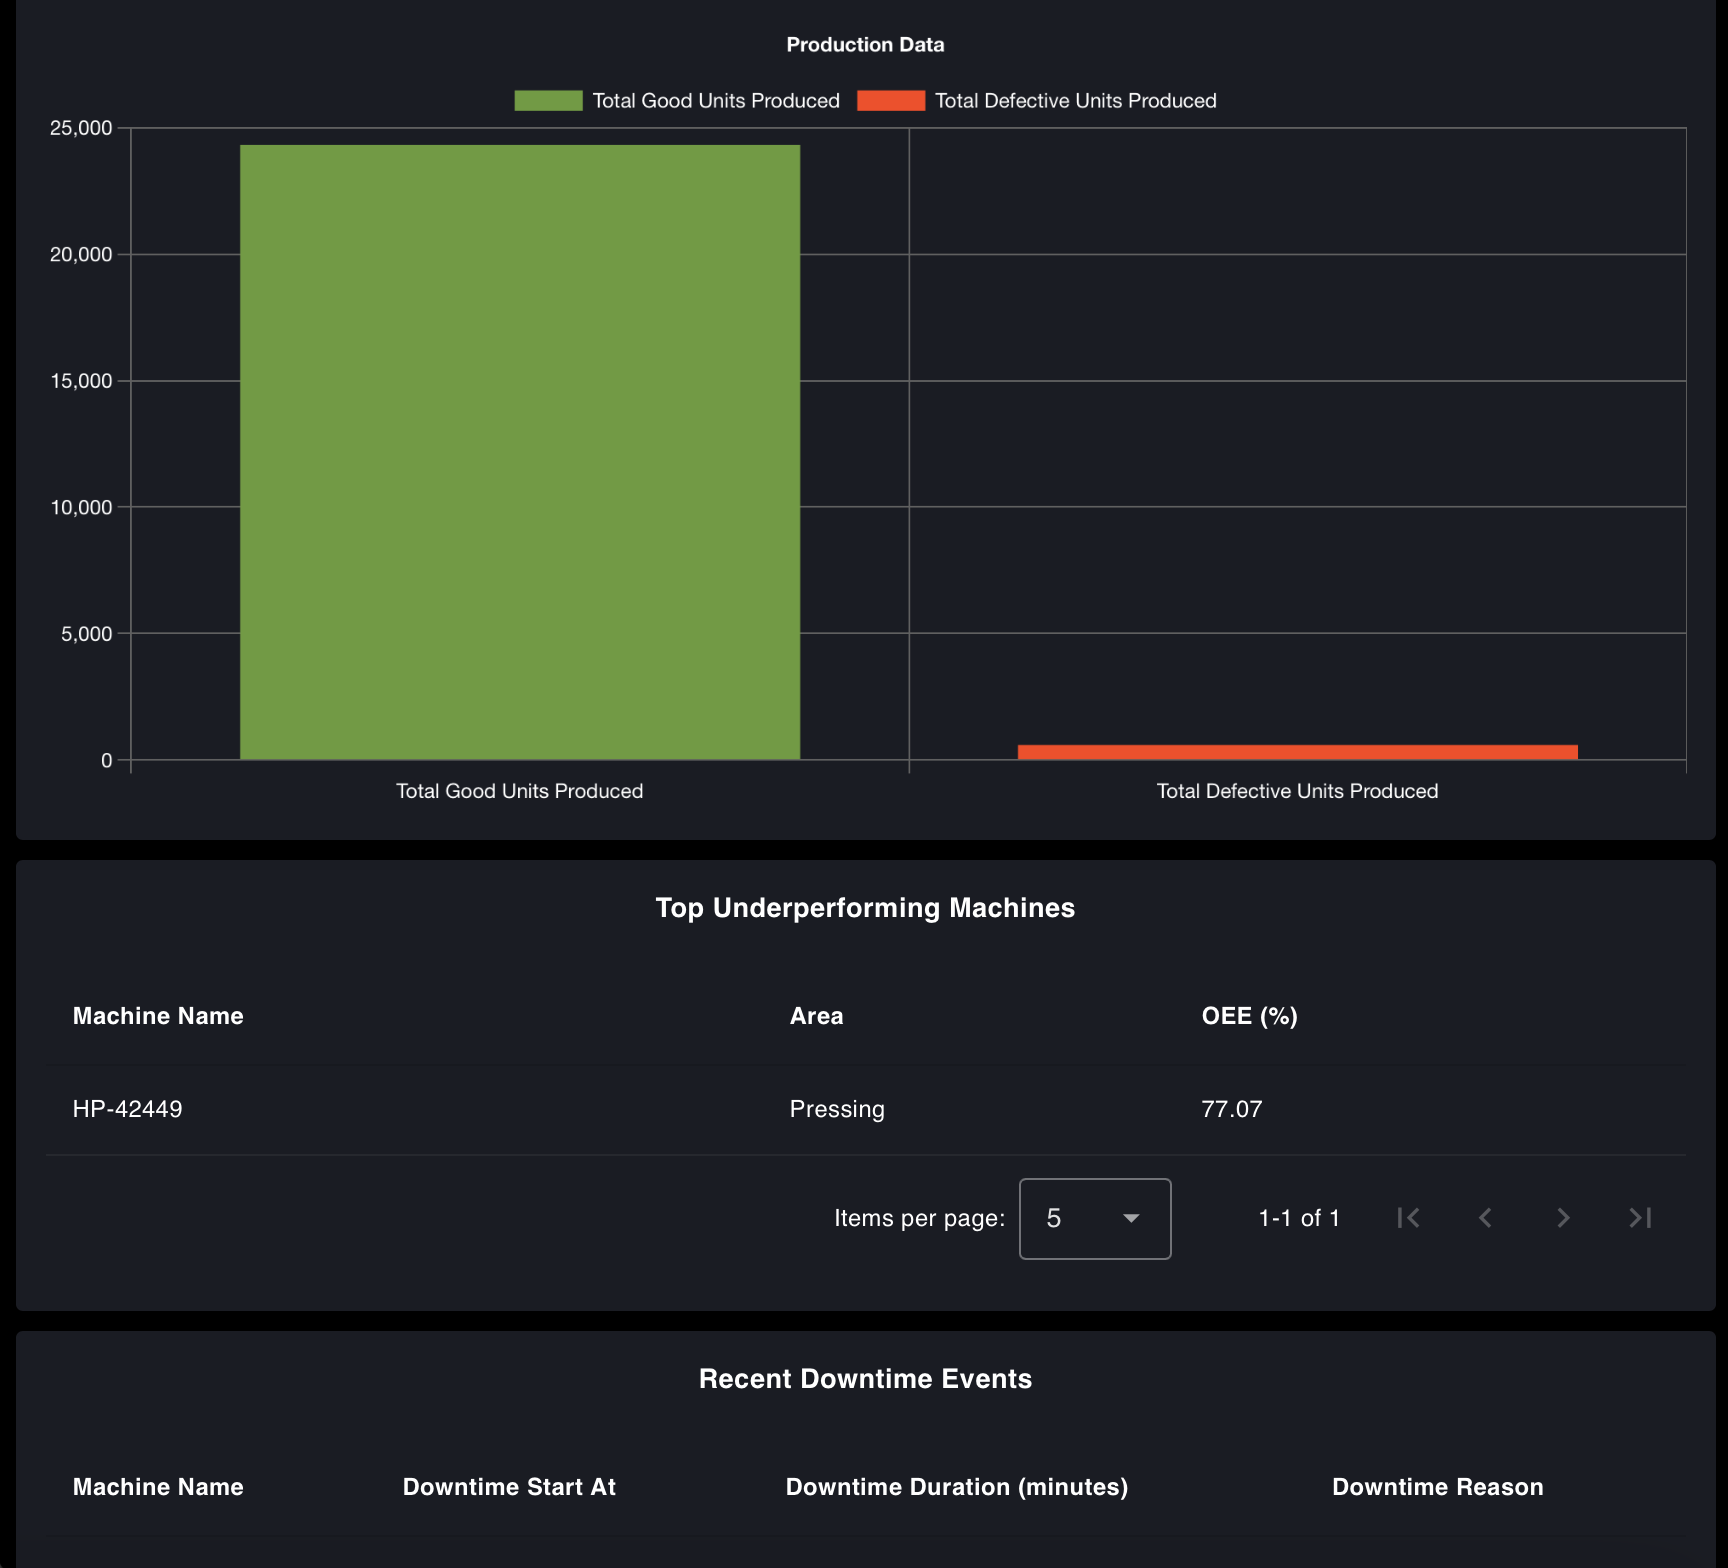 Production Data
Total Good Units Produced Total Defective Units Produced
25,000
20,000
15,000
10,000
5,000
0
Total Good Units Produced Total Defective Units Produced
Top Underperforming Machines
Machine Name Area OEE (%)
HP-42449 Pressing 77.07
Items per page: 5 1-1 of 1
Recent Downtime Events
Machine Name Downtime Start At Downtime Duration (minutes) Downtime Reason